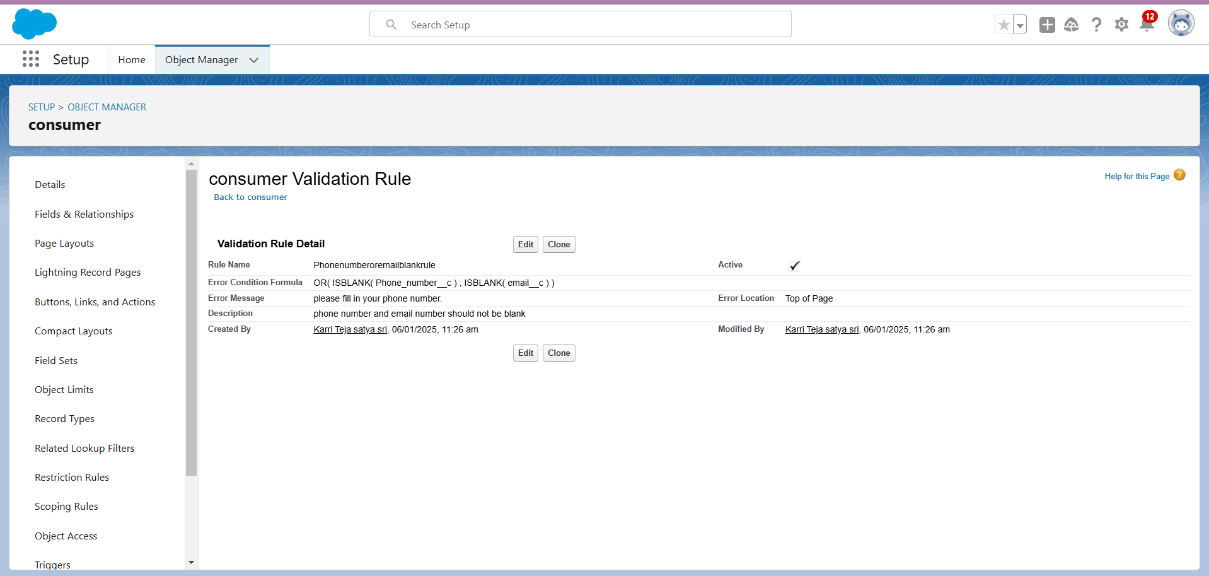 Search Setup
12
Setup
Home
Object Manager
SETUP > OBJECT MANAGER
consumer
Details
Fields & Relationships
Page Layouts
Lightning Record Pages
Buttons, Links, and Actions
Compact Layouts
Field Sets
Object Limits
Record Types
Related Lookup Filters
Restriction Rules
Scoping Rules
Object Access
Triggers
consumer Validation Rule
Help for this Page ?
Back to consumer
Validation Rule Detail Edit Clone
Rule Name Phonenumberoremailblankrule Active ✓
Error Condition Formula OR( ISBLANK( Phone_number__c ) , ISBLANK( email__c ) )
Error Message please fill in your phone number. Error Location Top of Page
Description phone number and email number should not be blank
Created By Karri Teja satya sri, 06/01/2025, 11:26 am Modified By Karri Teja satya sri, 06/01/2025, 11:26 am
Edit Clone